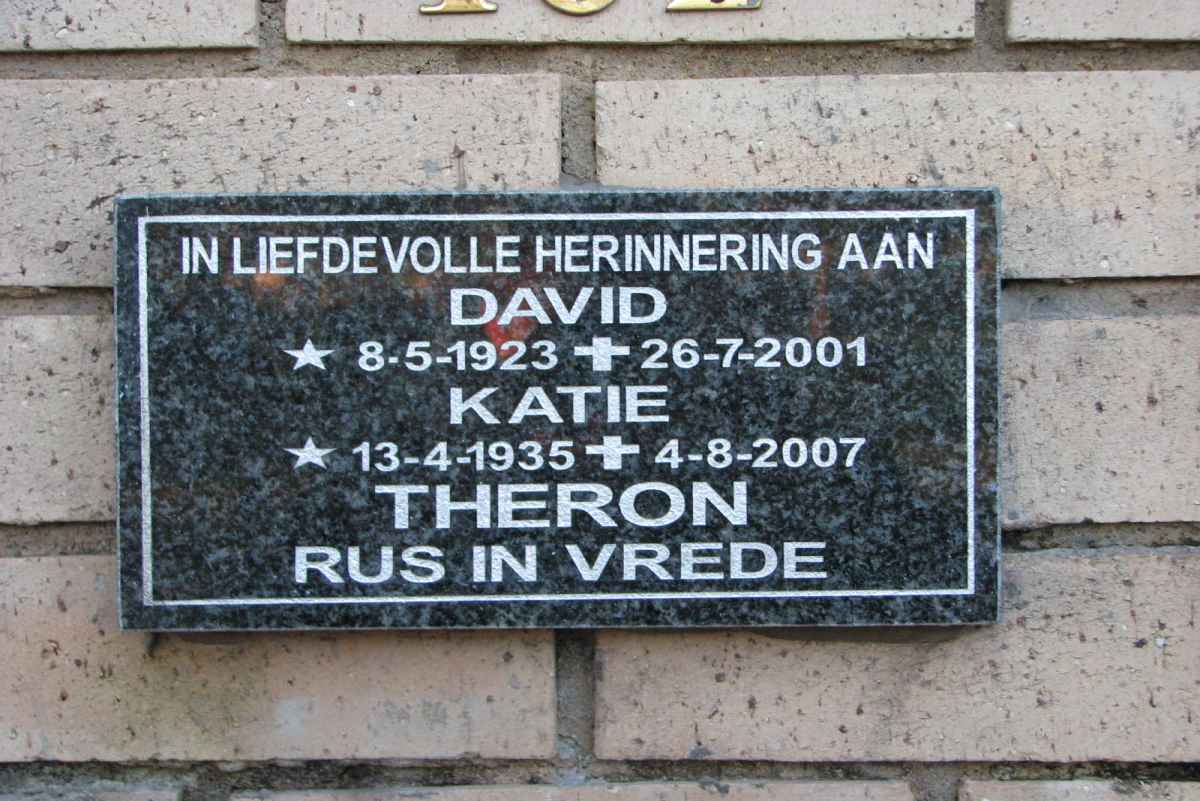 IN LIEFDEVOLLE HERINNERING AAN
DAVID
★ 8-5-1923 ✚ 26-7-2001
KATIE
★ 13-4-1935 ✚ 4-8-2007
THERON
RUS IN VREDE